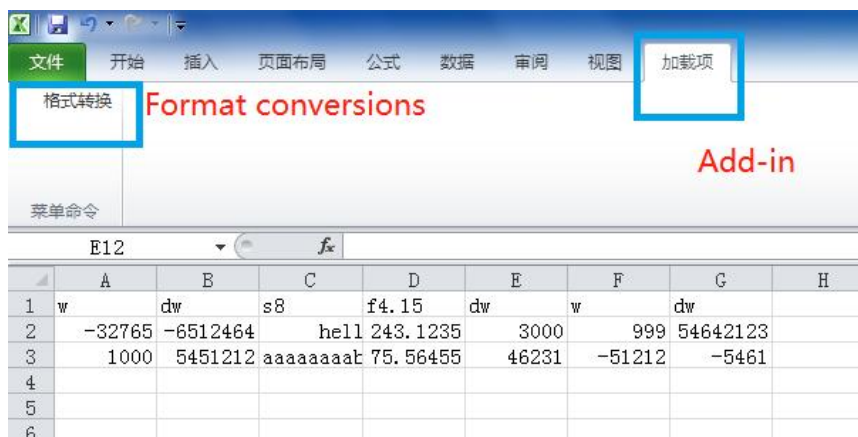 文件 开始 插入 页面布局 公式 数据 审阅 视图 加载项
格式转换 Format conversions
Add-in
菜单命令
E12 fx
A B C D E F G H
1 w dw s8 f4.15 dw w dw
2 -32765 -6512464 hell 243.1235 3000 999 54642123
3 1000 5451212 aaaaaaaab 75.56455 46231 -51212 -5461
4
5
6